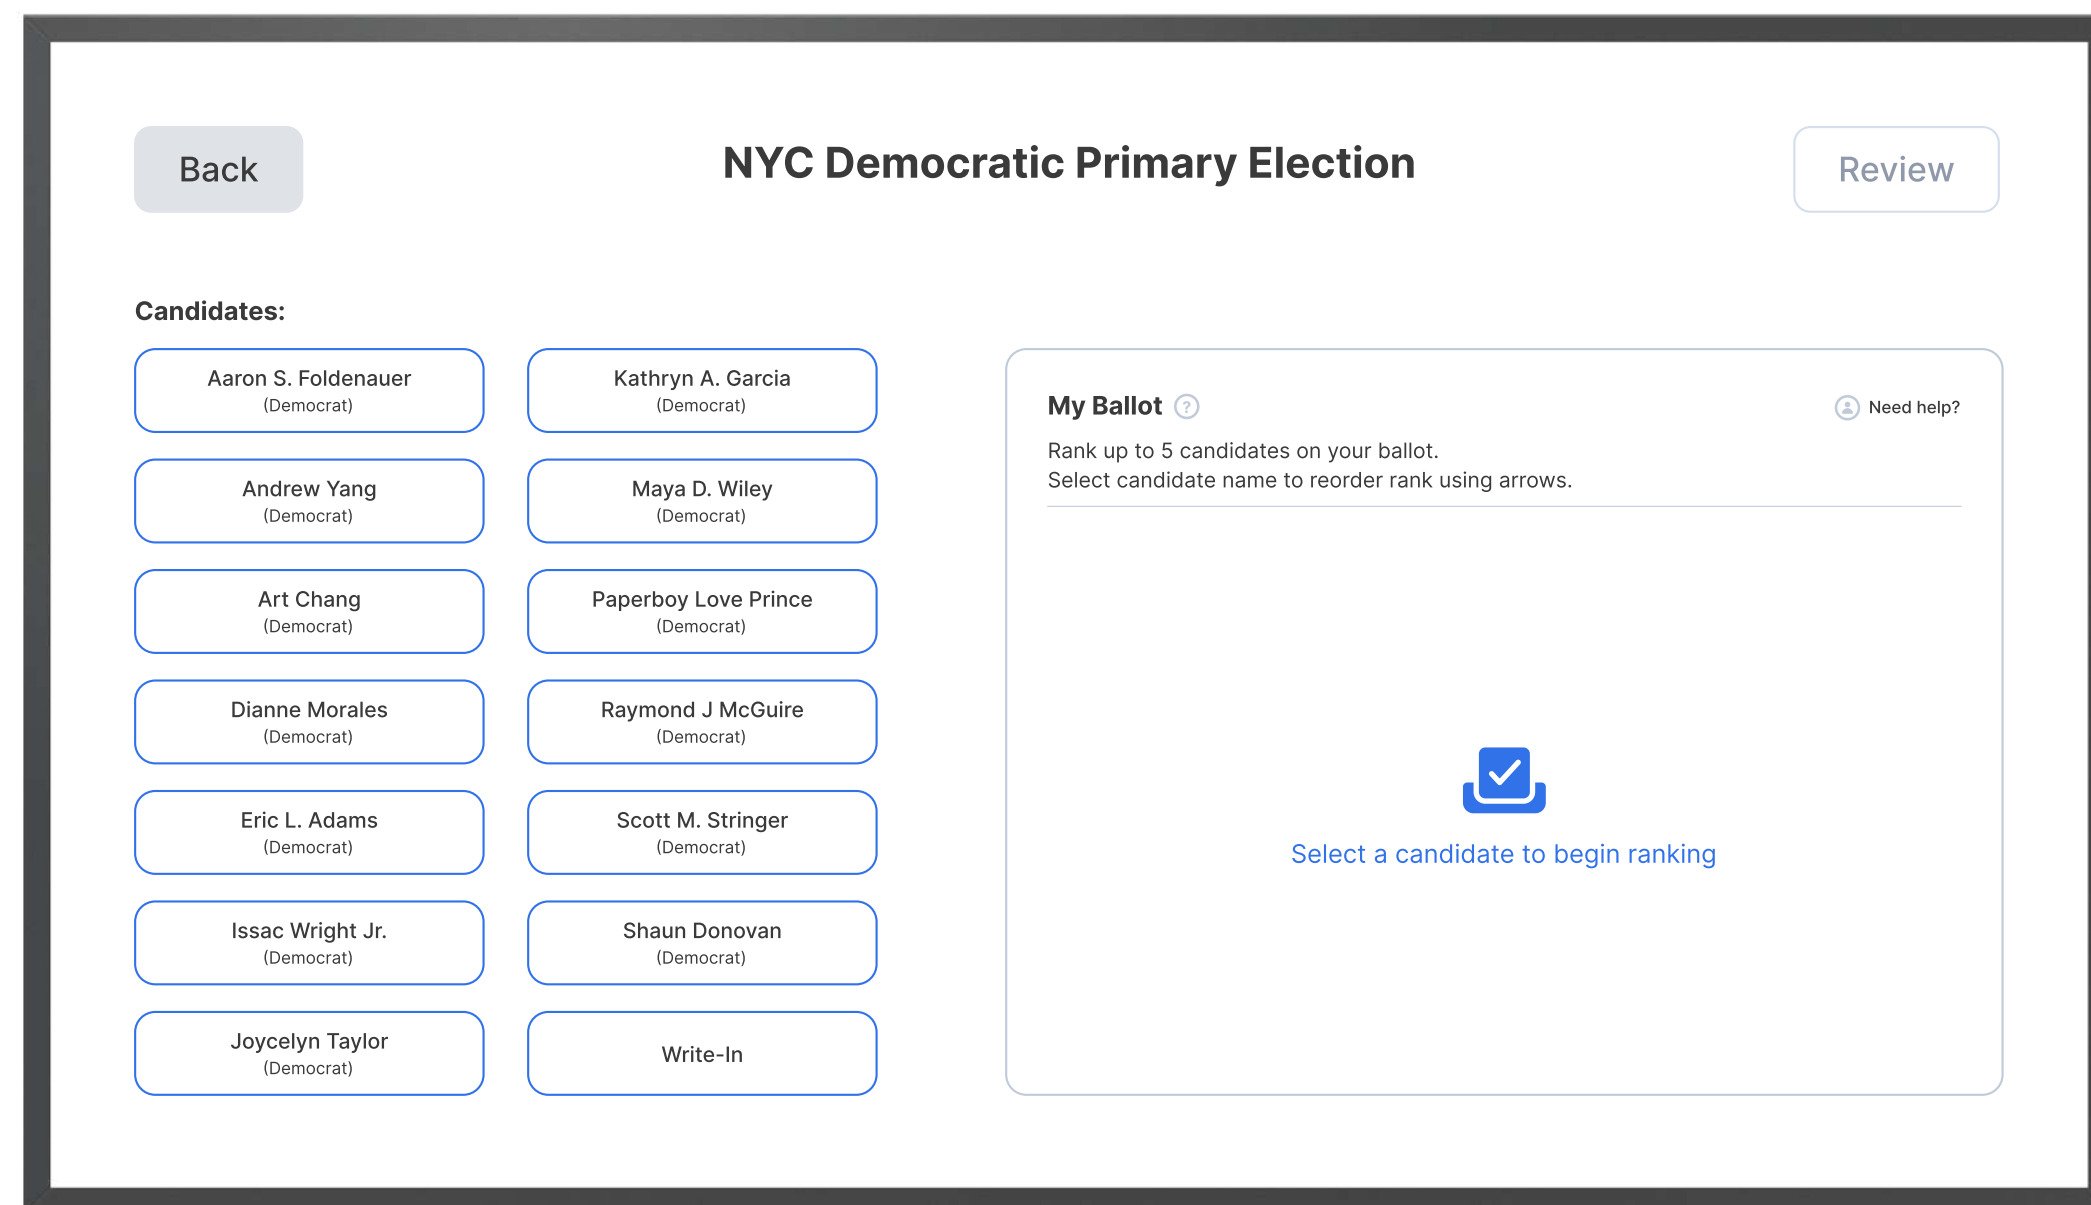 Back
NYC Democratic Primary Election
Review
Candidates:
Aaron S. Foldenauer
(Democrat)
Kathryn A. Garcia
(Democrat)
Andrew Yang
(Democrat)
Maya D. Wiley
(Democrat)
Art Chang
(Democrat)
Paperboy Love Prince
(Democrat)
Dianne Morales
(Democrat)
Raymond J McGuire
(Democrat)
Eric L. Adams
(Democrat)
Scott M. Stringer
(Democrat)
Issac Wright Jr.
(Democrat)
Shaun Donovan
(Democrat)
Joycelyn Taylor
(Democrat)
Write-In
My Ballot ?
Need help?
Rank up to 5 candidates on your ballot.
Select candidate name to reorder rank using arrows.
Select a candidate to begin ranking